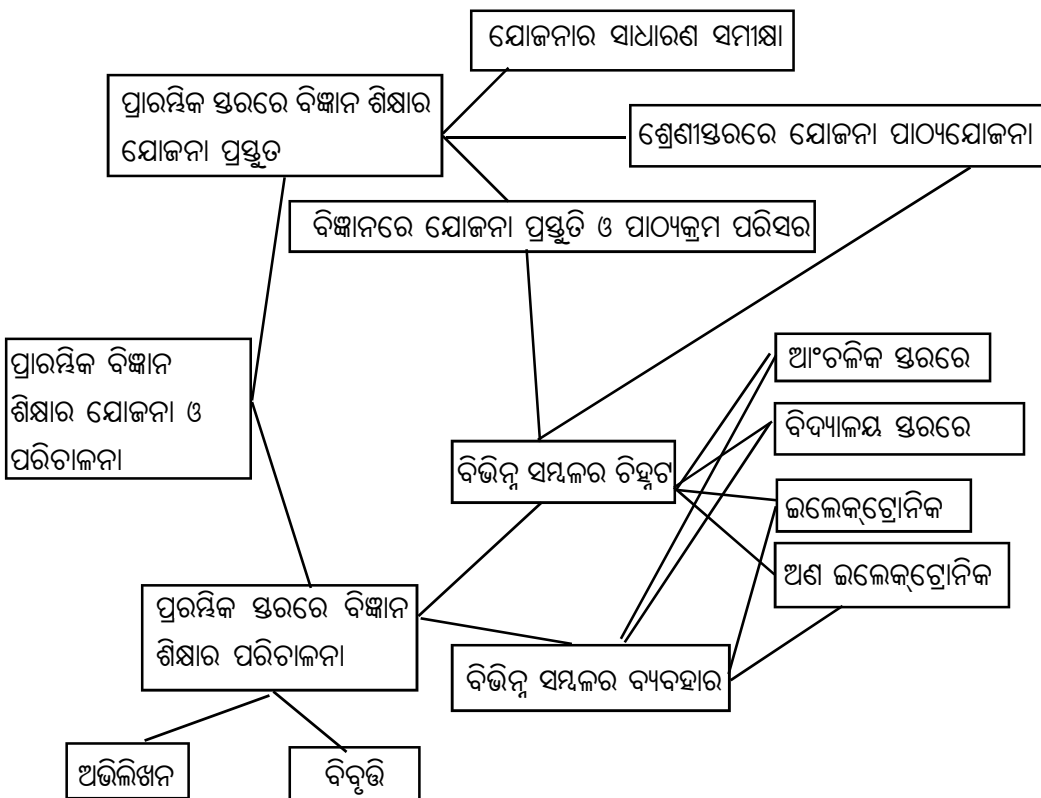 ଯୋଜନାର ସାଧାରଣ ସମୀକ୍ଷା
ପ୍ରାରମ୍ଭିକ ସ୍ତରରେ ବିଜ୍ଞାନ ଶିକ୍ଷାର
ଯୋଜନା ପ୍ରସ୍ତୁତ
ଶ୍ରେଣୀସ୍ତରରେ ଯୋଜନା ପାଠ୍ୟଯୋଜନା
ବିଜ୍ଞାନରେ ଯୋଜନା ପ୍ରସ୍ତୁତି ଓ ପାଠ୍ୟକ୍ରମ ପରିସର
ପ୍ରାରମ୍ଭିକ ବିଜ୍ଞାନ
ଶିକ୍ଷାର ଯୋଜନା ଓ
ପରିଚାଳନା
ଆଂଚଳିକ ସ୍ତରରେ
ବିଦ୍ୟାଳୟ ସ୍ତରରେ
ବିଭିନ୍ନ ସମ୍ବଳର ଚିହ୍ନଟ
ଇଲେକ୍‌ଟ୍ରୋନିକ
ଅଣ ଇଲେକ୍‌ଟ୍ରୋନିକ
ପ୍ରରମ୍ଭିକ ସ୍ତରରେ ବିଜ୍ଞାନ
ଶିକ୍ଷାର ପରିଚାଳନା
ବିଭିନ୍ନ ସମ୍ବଳର ବ୍ୟବହାର
ଅଭିଲିଖନ
ବିବୃତ୍ତି